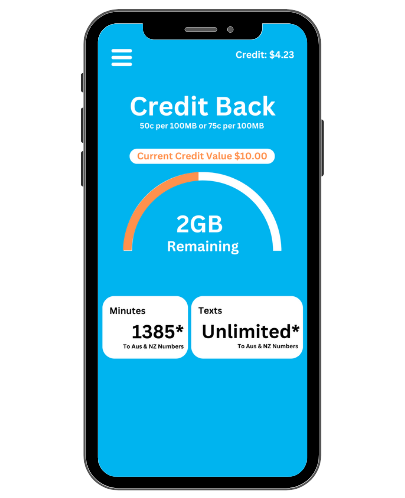 Credit: $4.23
Credit Back
50c per 100MB or 75c per 100MB
Current Credit Value $10.00
2GB
Remaining
Minutes
1385*
To Aus & NZ Numbers
Texts
Unlimited*
To Aus & NZ Numbers